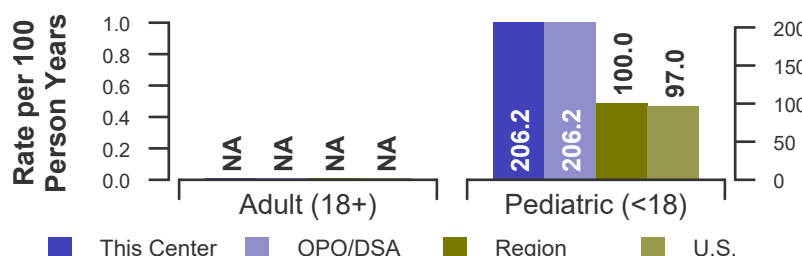 Rate per 100
Person Years
1.0
0.8
0.6
0.4
0.2
0.0
NA
NA
NA
NA
206.2
206.2
100.0
97.0
200
150
100
50
0
Adult (18+)
Pediatric (<18)
This Center
OPO/DSA
Region
U.S.